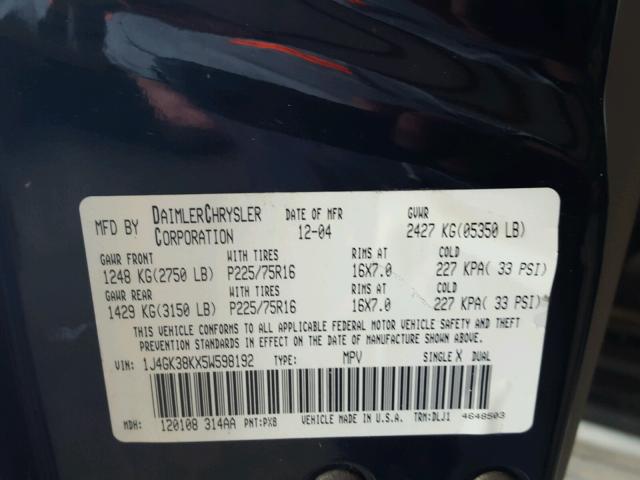 MFD BY DAIMLERCHRYSLER CORPORATION DATE OF MFR 12-04 GVWR 2427 KG(05350 LB)
GAWR FRONT WITH TIRES RIMS AT COLD
1248 KG(2750 LB) P225/75R16 16X7.0 227 KPA( 33 PSI)
GAWR REAR WITH TIRES RIMS AT COLD
1429 KG(3150 LB) P225/75R16 16X7.0 227 KPA( 33 PSI)
THIS VEHICLE CONFORMS TO ALL APPLICABLE FEDERAL MOTOR VEHICLE SAFETY AND THEFT
PREVENTION STANDARDS IN EFFECT ON THE DATE OF MANUFACTURE SHOWN ABOVE.
VIN: 1J4GK38KX5W598192 TYPE: MPV SINGLE X DUAL
MDH: 120108 314AA PNT:PXB VEHICLE MADE IN U.S.A. TRM:DLJ1 4648503